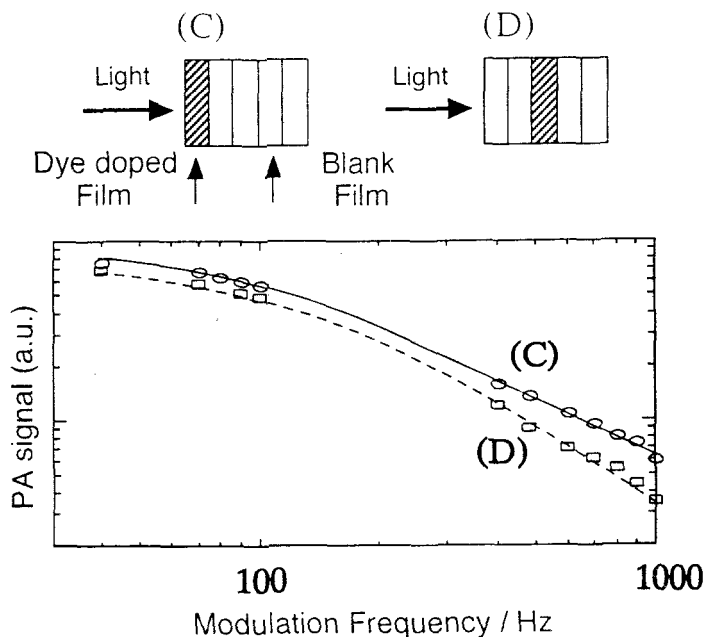 (C)
(D)
Light
Light
Dye doped
Film
Blank
Film
PA signal (a.u.)
(C)
(D)
100
1000
Modulation Frequency / Hz